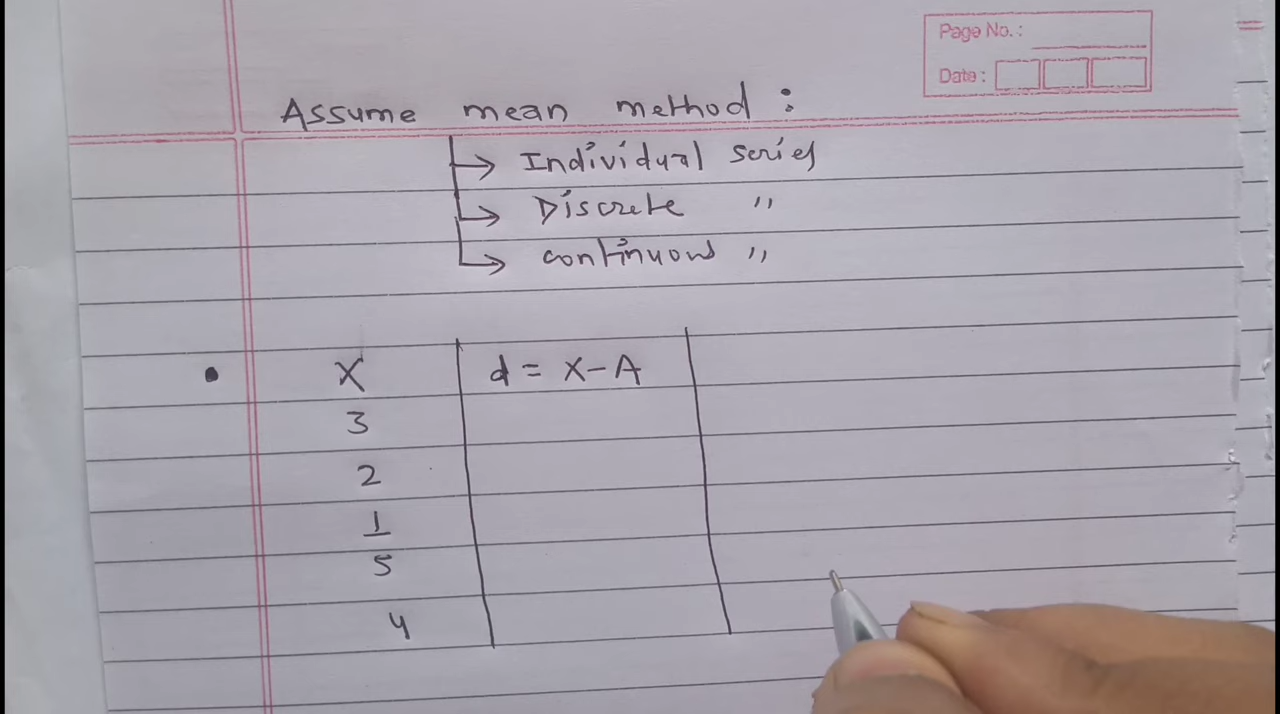 Page No. :
Date :
Assume mean method :
→ Individual series
→ Discrete "
→ continuous "
X d = X-A
3
2
1
5
4